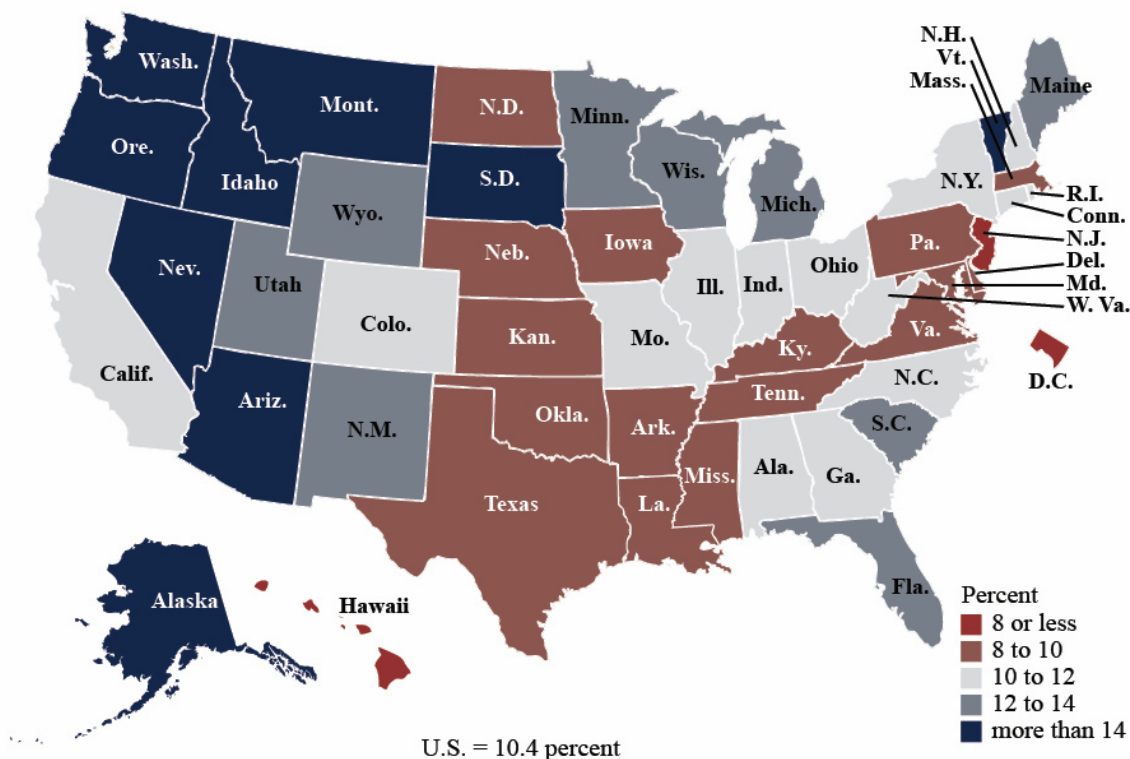 N.H.
Vt.
Mass.
Maine
Wash.
Mont.
N.D.
Minn.
Ore.
Idaho
S.D.
Wis.
Mich.
N.Y.
R.I.
Conn.
N.J.
Del.
Md.
W. Va.
Wyo.
Neb.
Iowa
Pa.
Nev.
Utah
Colo.
Ill.
Ind.
Ohio
Kan.
Mo.
Ky.
Va.
Calif.
D.C.
Ariz.
N.M.
Okla.
Ark.
Tenn.
N.C.
S.C.
Texas
La.
Miss.
Ala.
Ga.
Fla.
Alaska
Hawaii
Percent
8 or less
8 to 10
10 to 12
12 to 14
more than 14
U.S. = 10.4 percent